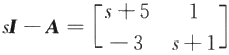 sI − A = [ s+5  1
−3  s+1 ]